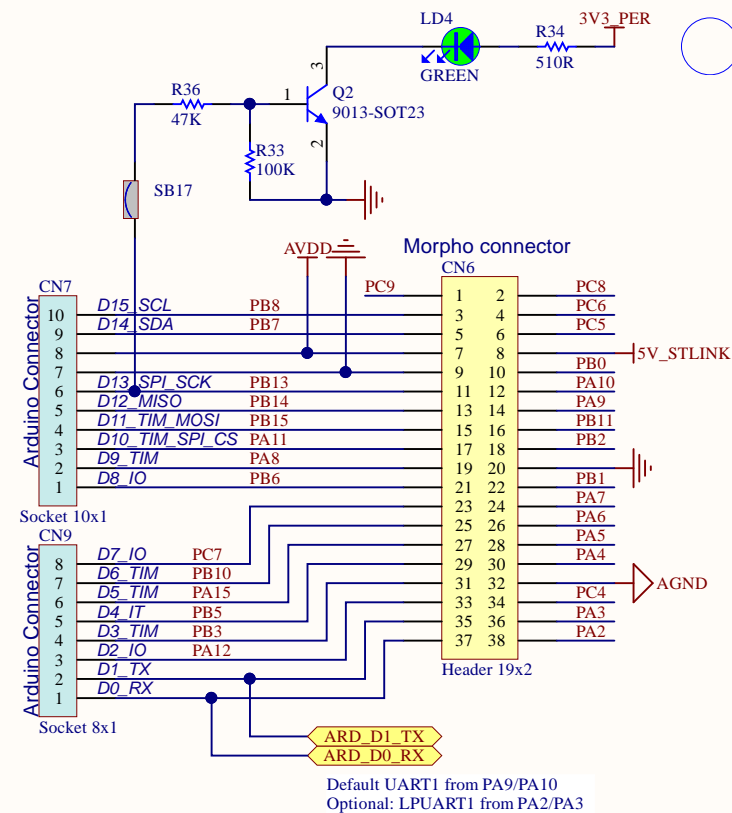 LD4
3V3_PER
R34
510R
GREEN
3
R36
47K
1
Q2
9013-SOT23
2
R33
100K
SB17
AVDD
Morpho connector
CN6
CN7
Arduino Connector
PC9
1 2 PC8
10 D15_SCL PB8 3 4 PC6
9 D14_SDA PB7 5 6 PC5
8 7 8 5V_STLINK
7 9 10 PB0
6 D13_SPI_SCK PB13 11 12 PA10
5 D12_MISO PB14 13 14 PA9
4 D11_TIM_MOSI PB15 15 16 PB11
3 D10_TIM_SPI_CS PA11 17 18 PB2
2 D9_TIM PA8 19 20
1 D8_IO PB6 21 22 PB1
Socket 10x1
23 24 PA7
CN9
Arduino Connector
25 26 PA6
27 28 PA5
8 D7_IO PC7 29 30 PA4
7 D6_TIM PB10 31 32 AGND
6 D5_TIM PA15 33 34 PC4
5 D4_IT PB5 35 36 PA3
4 D3_TIM PB3 37 38 PA2
3 D2_IO PA12
2 D1_TX
1 D0_RX
Header 19x2
Socket 8x1
ARD_D1_TX
ARD_D0_RX
Default UART1 from PA9/PA10
Optional: LPUART1 from PA2/PA3